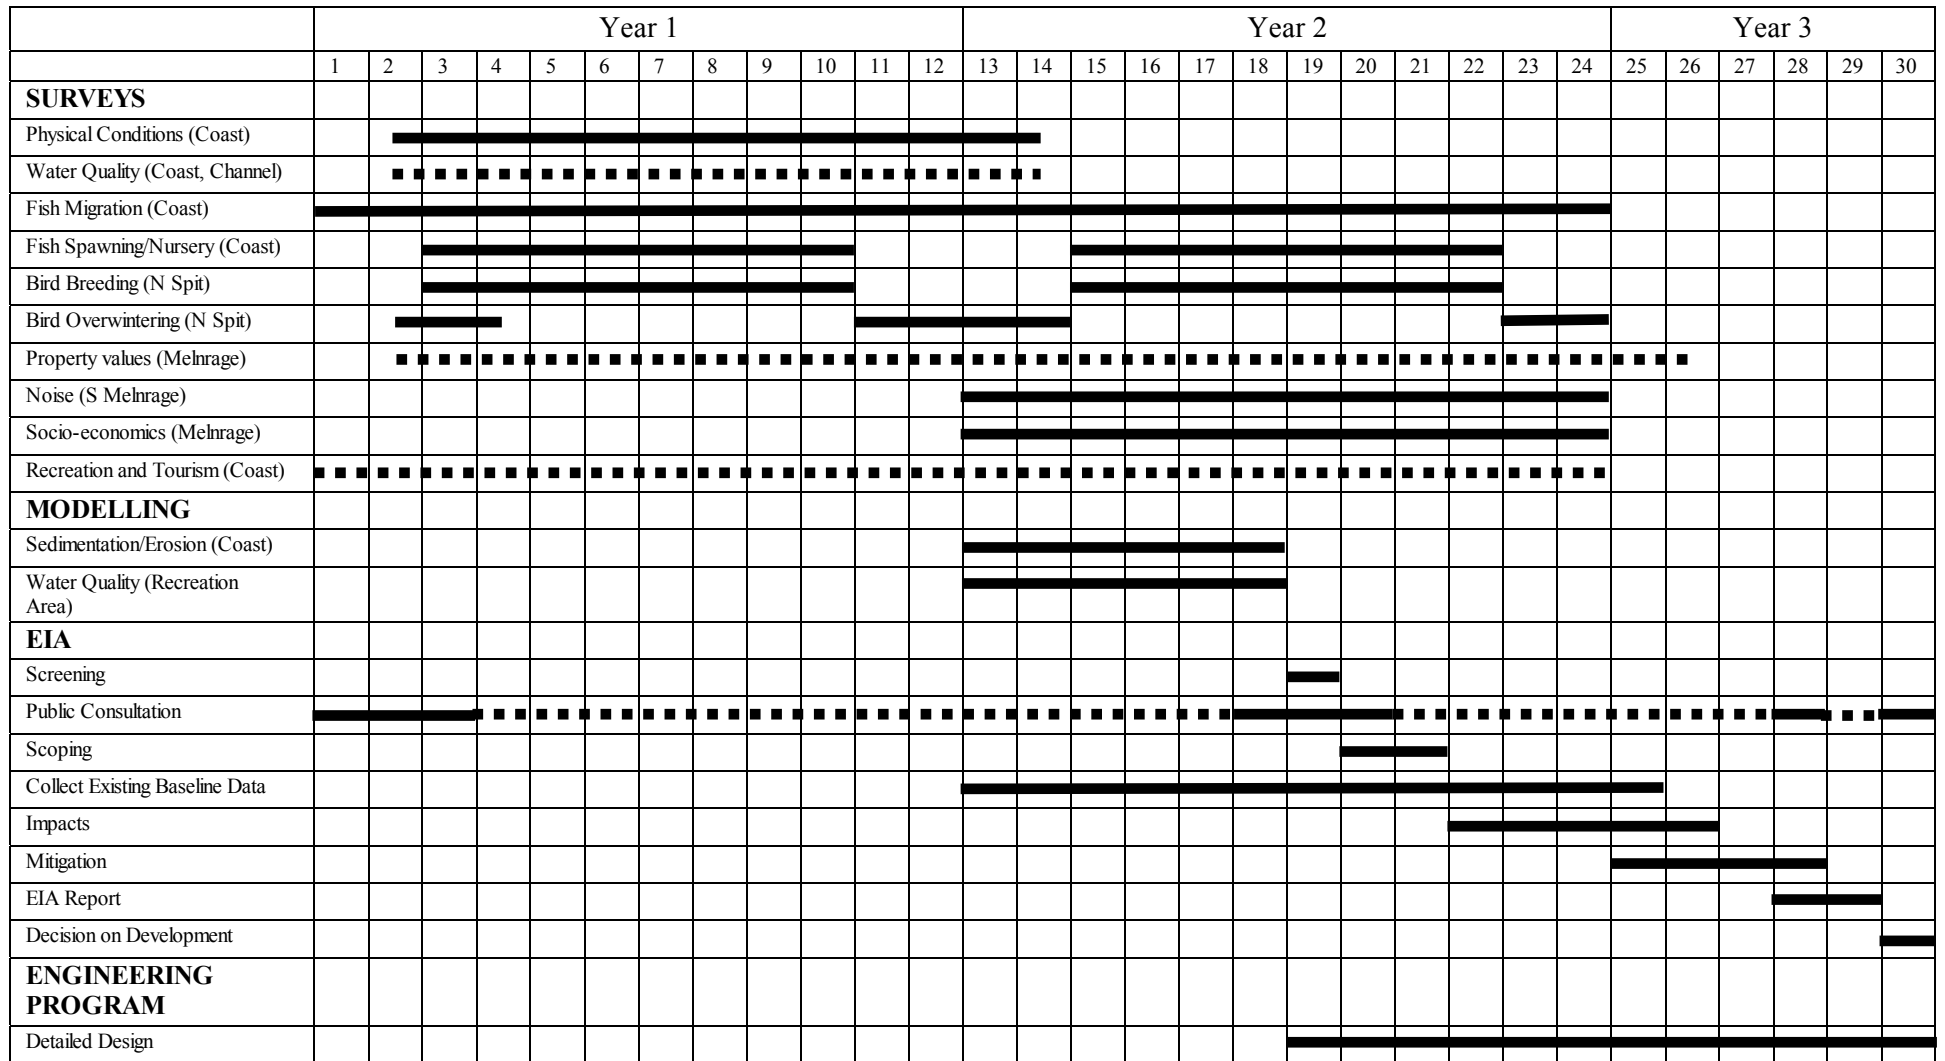 Year 1 Year 2 Year 3
1 2 3 4 5 6 7 8 9 10 11 12 13 14 15 16 17 18 19 20 21 22 23 24 25 26 27 28 29 30
SURVEYS
Physical Conditions (Coast)
Water Quality (Coast, Channel)
Fish Migration (Coast)
Fish Spawning/Nursery (Coast)
Bird Breeding (N Spit)
Bird Overwintering (N Spit)
Property values (Melnrage)
Noise (S Melnrage)
Socio-economics (Melnrage)
Recreation and Tourism (Coast)
MODELLING
Sedimentation/Erosion (Coast)
Water Quality (Recreation
Area)
EIA
Screening
Public Consultation
Scoping
Collect Existing Baseline Data
Impacts
Mitigation
EIA Report
Decision on Development
ENGINEERING
PROGRAM
Detailed Design